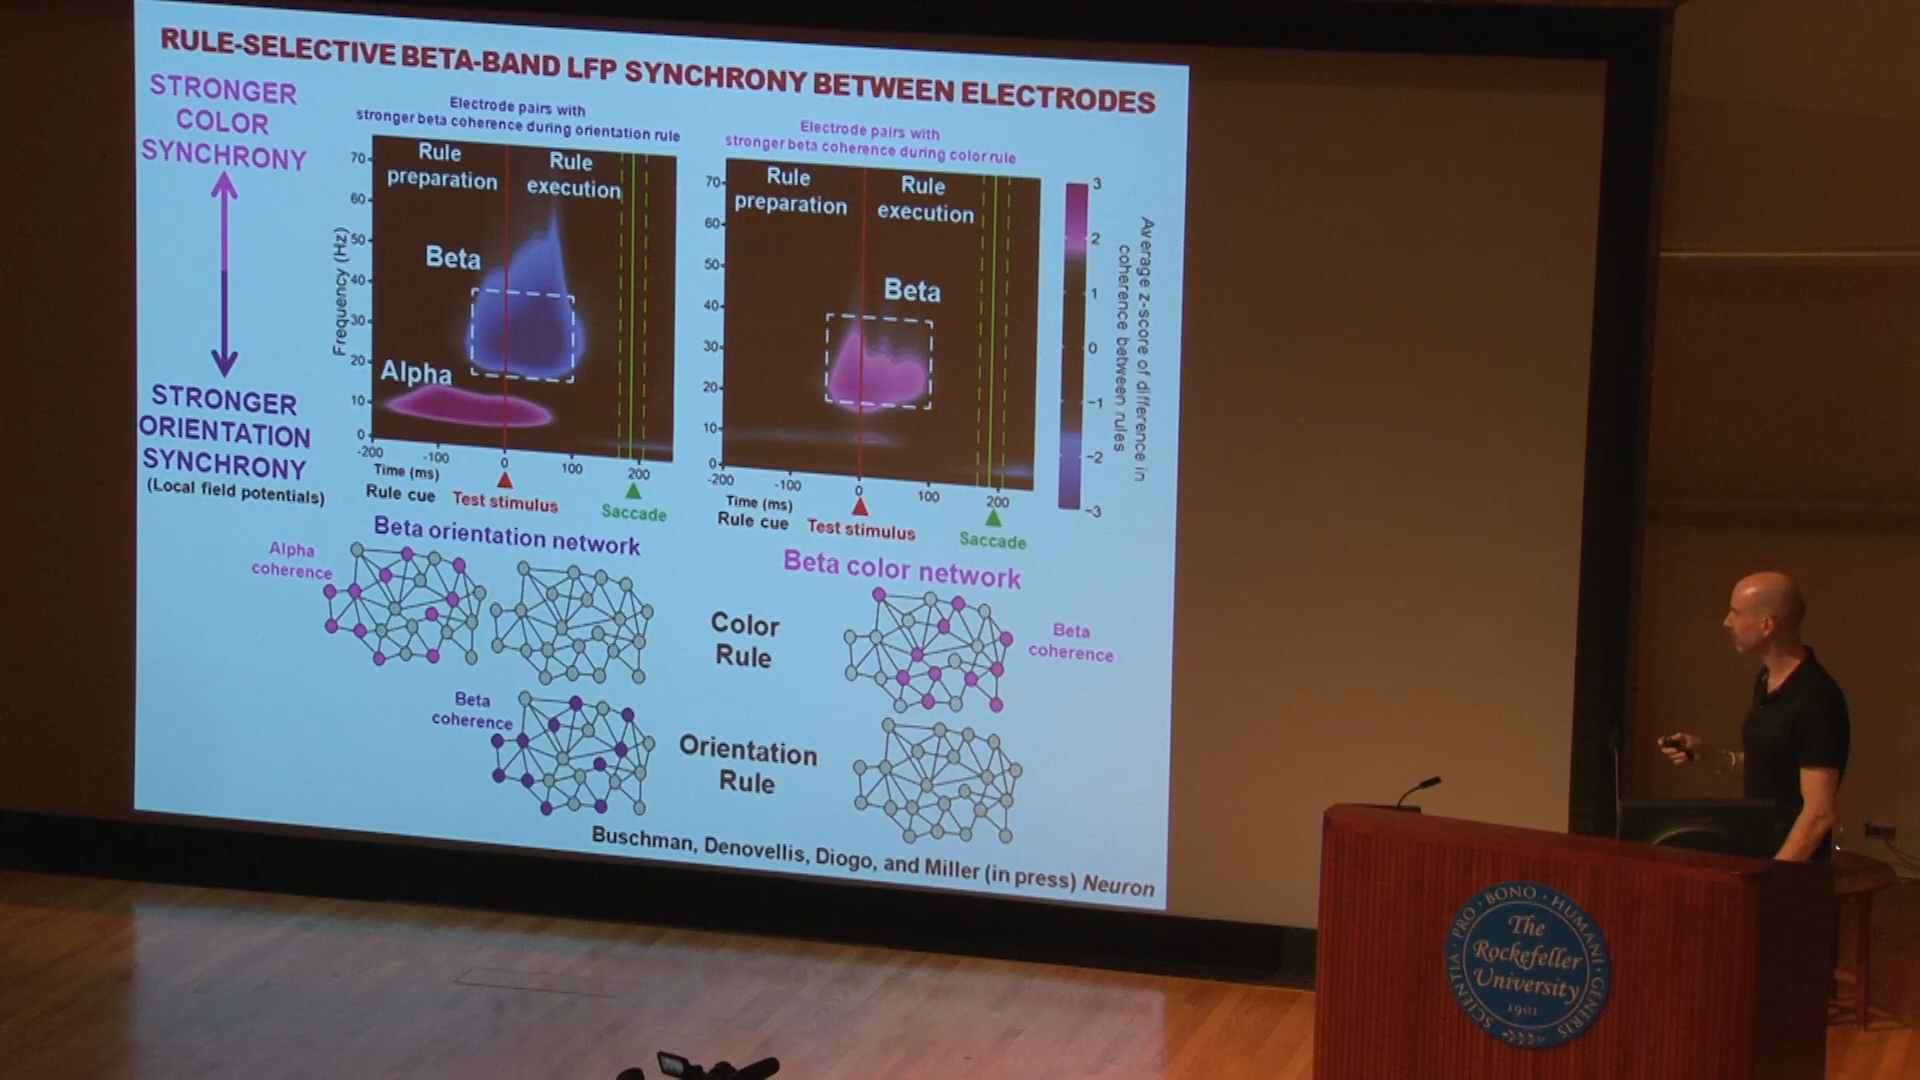 RULE-SELECTIVE BETA-BAND LFP SYNCHRONY BETWEEN ELECTRODES
STRONGER
COLOR
SYNCHRONY
STRONGER
ORIENTATION
SYNCHRONY
(Local field potentials)
Electrode pairs with
stronger beta coherence during orientation rule
Rule
preparation
Rule
execution
Beta
Alpha
Frequency (Hz)
70
60
50
40
30
20
10
0
-200
-100
0
100
200
Time (ms)
Rule cue
Test stimulus
Saccade
Electrode pairs with
stronger beta coherence during color rule
Rule
preparation
Rule
execution
Beta
70
60
50
40
30
20
10
0
-200
-100
0
100
200
Time (ms)
Rule cue
Test stimulus
Saccade
3
2
1
0
-1
-2
-3
Average z-score of difference in
coherence between rules
Beta orientation network
Beta color network
Alpha
coherence
Color
Rule
Beta
coherence
Beta
coherence
Orientation
Rule
Buschman, Denovellis, Diogo, and Miller (in press) Neuron
SCIENTIA · PRO · BONO · HUMANI · GENERIS
The
Rockefeller
University
1901